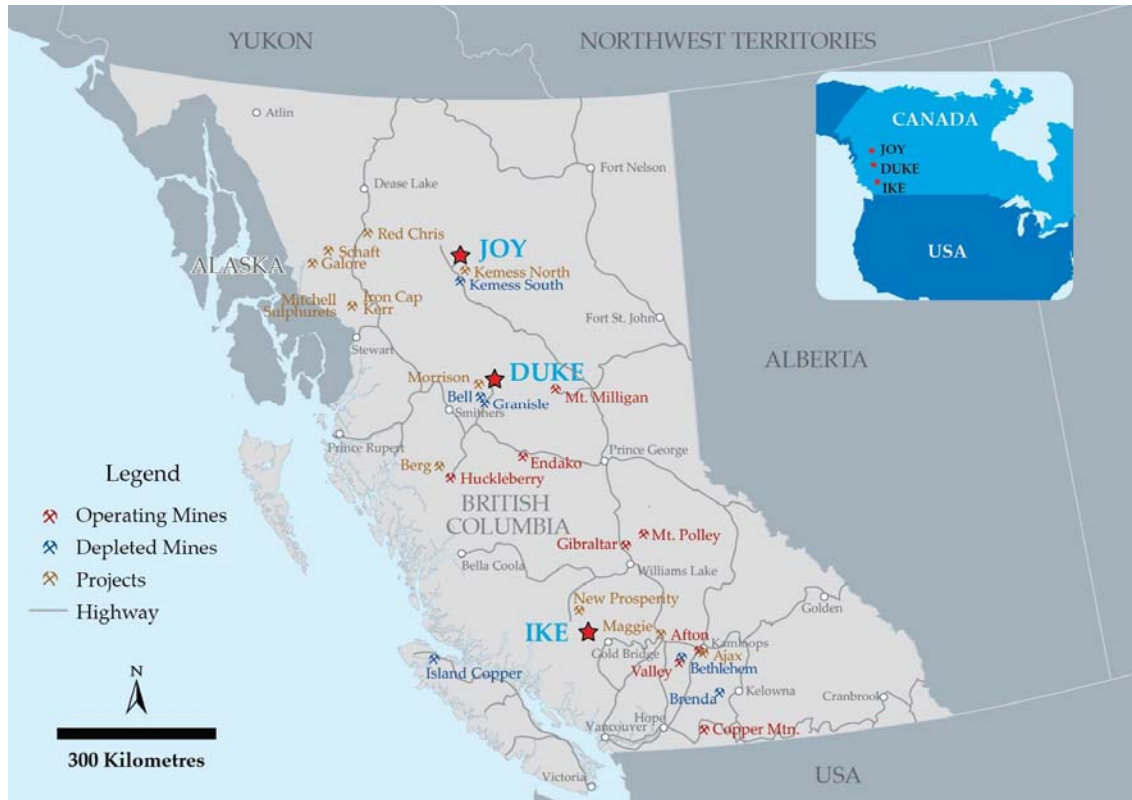 YUKON
NORTHWEST TERRITORIES
Atlin
CANADA
JOY
DUKE
IKE
USA
Fort Nelson
Dease Lake
Red Chris
JOY
Schaft
Galore
ALASKA
Kemess North
Kemess South
Mitchell
Sulphurets
Iron Cap
Kerr
Fort St. John
Stewart
ALBERTA
Morrison
DUKE
Bell
Granisle
Mt. Milligan
Smithers
Prince Rupert
Prince George
Berg
Endako
Huckleberry
Legend
Operating Mines
Depleted Mines
Projects
Highway
BRITISH
COLUMBIA
Gibraltar
Mt. Polley
Bella Coola
Williams Lake
New Prosperity
Golden
IKE
Maggie
Afton
Gold Bridge
Kamloops
Ajax
Island Copper
Valley
Bethlehem
Brenda
Kelowna
Cranbrook
N
Vancouver
Hope
Copper Mtn.
300 Kilometres
Victoria
USA